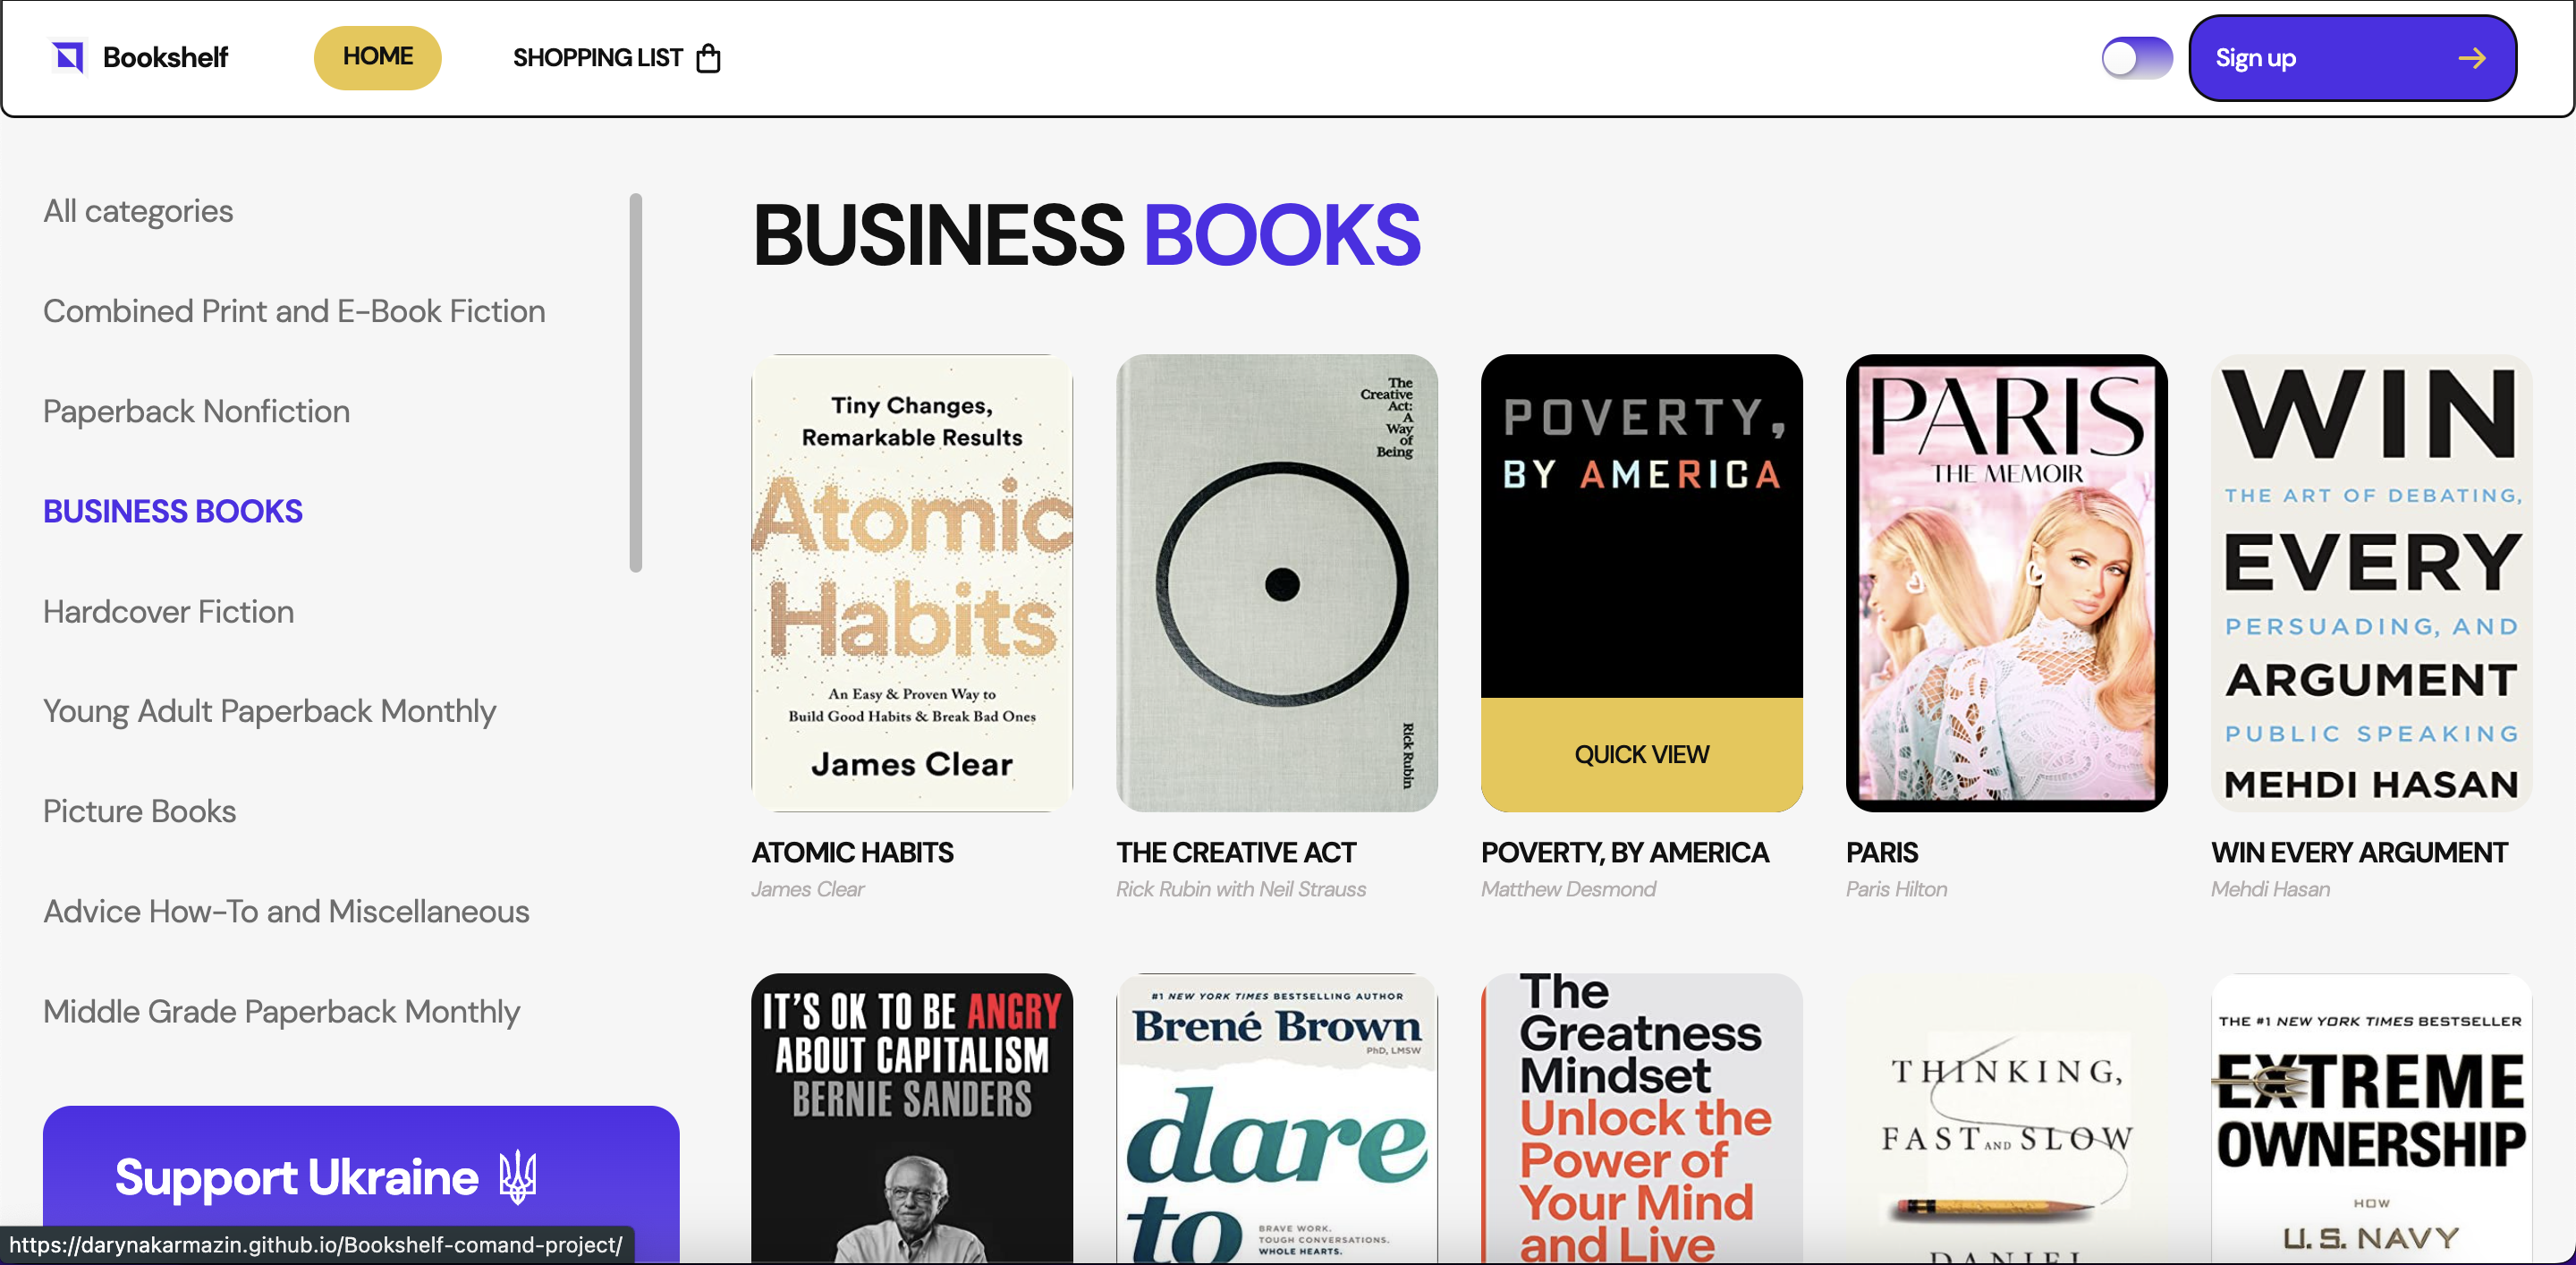 Bookshelf
HOME
SHOPPING LIST
Sign up
All categories
Combined Print and E-Book Fiction
Paperback Nonfiction
BUSINESS BOOKS
Hardcover Fiction
Young Adult Paperback Monthly
Picture Books
Advice How-To and Miscellaneous
Middle Grade Paperback Monthly
Support Ukraine
https://darynakarmazin.github.io/Bookshelf-comand-project/
BUSINESS BOOKS
Tiny Changes,
Remarkable Results
Atomic
Habits
An Easy & Proven Way to
Build Good Habits & Break Bad Ones
James Clear
ATOMIC HABITS
James Clear
The
Creative
Act:
A
Way
of
Being
Rick Rubin
THE CREATIVE ACT
Rick Rubin with Neil Strauss
POVERTY,
BY AMERICA
QUICK VIEW
POVERTY, BY AMERICA
Matthew Desmond
PARIS
THE MEMOIR
PARIS
Paris Hilton
WIN
THE ART OF DEBATING,
EVERY
PERSUADING, AND
ARGUMENT
PUBLIC SPEAKING
MEHDI HASAN
WIN EVERY ARGUMENT
Mehdi Hasan
IT'S OK TO BE ANGRY
ABOUT CAPITALISM
BERNIE SANDERS
#1 NEW YORK TIMES BESTSELLING AUTHOR
Brené Brown
PhD, LMSW
dare
to
BRAVE WORK.
TOUGH CONVERSATIONS.
WHOLE HEARTS.
The
Greatness
Mindset
Unlock the
Power of
Your Mind
and Live
THINKING,
FAST AND SLOW
DANIEL
THE #1 NEW YORK TIMES BESTSELLER
EXTREME
OWNERSHIP
HOW
U.S. NAVY